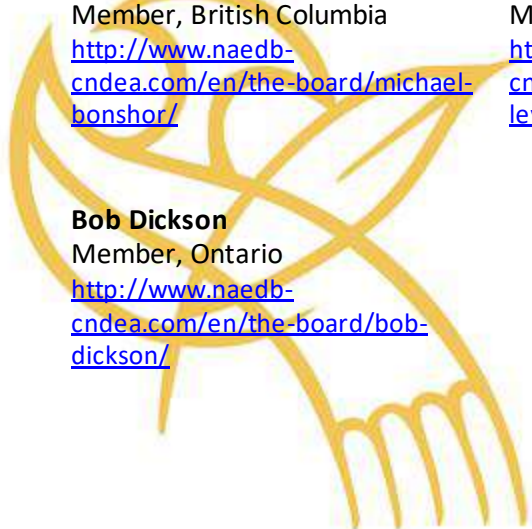 Member, British Columbia
http://www.naedb-
cndea.com/en/the-board/michael-
bonshor/
Bob Dickson
Member, Ontario
http://www.naedb-
cndea.com/en/the-board/bob-
dickson/